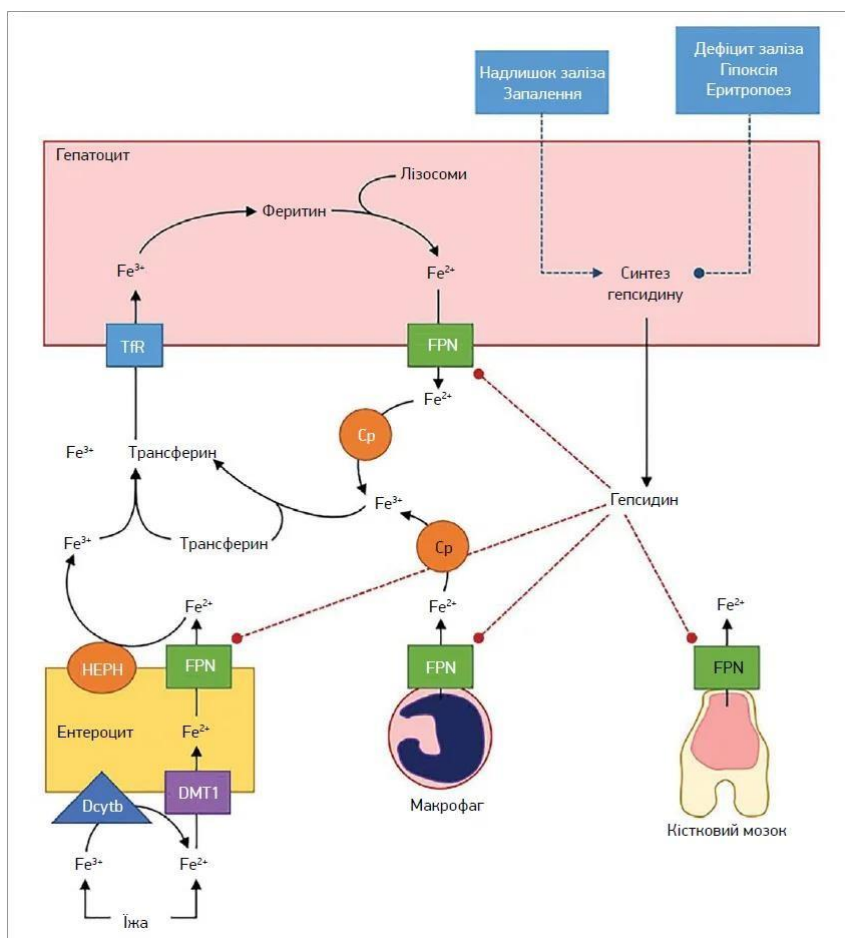 Надлишок заліза
Запалення
Дефіцит заліза
Гіпоксія
Еритропоез
Гепатоцит
Лізосоми
Феритин
Fe³⁺
Fe²⁺
Синтез
гепсидину
TfR
FPN
Fe²⁺
Cp
Fe³⁺ Трансферин
Fe³⁺
Гепсидин
Fe³⁺
Трансферин
Cp
Fe²⁺
Fe²⁺
Fe²⁺
HEPH
FPN
FPN
FPN
Ентероцит
Fe²⁺
Dcytb
DMT1
Макрофаг
Кістковий мозок
Fe³⁺
Fe²⁺
Їжа